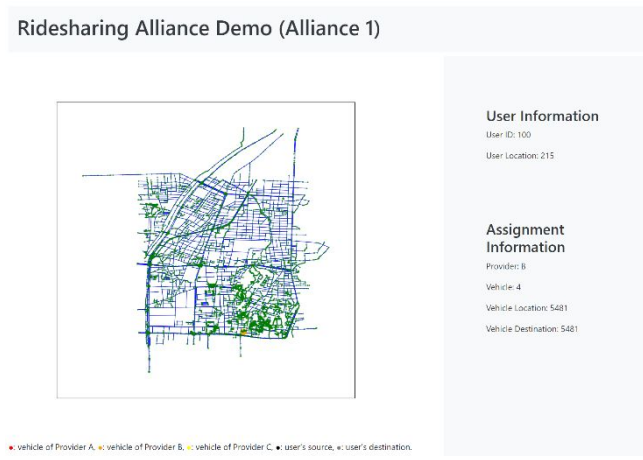 Ridesharing Alliance Demo (Alliance 1)
User Information
User ID: 100
User Location: 215
Assignment
Information
Provider: B
Vehicle: 4
Vehicle Location: 5481
Vehicle Destination: 5481
●: vehicle of Provider A, ●: vehicle of Provider B, ●: vehicle of Provider C, ●: user's source, ●: user's destination.